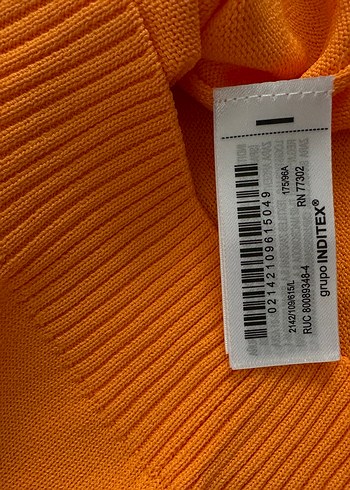 02142109615049
2142/109/615/L
175/96A
RUC 80089348-4
RN 77302
grupo INDITEX®